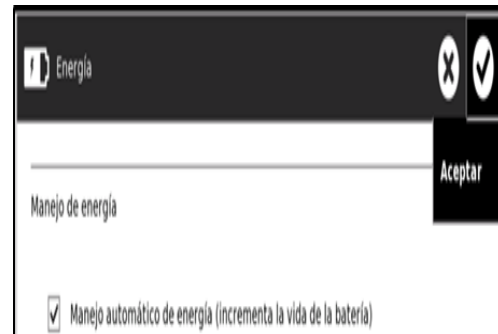 Energía
Aceptar
Manejo de energía
Manejo automático de energía (incrementa la vida de la batería)